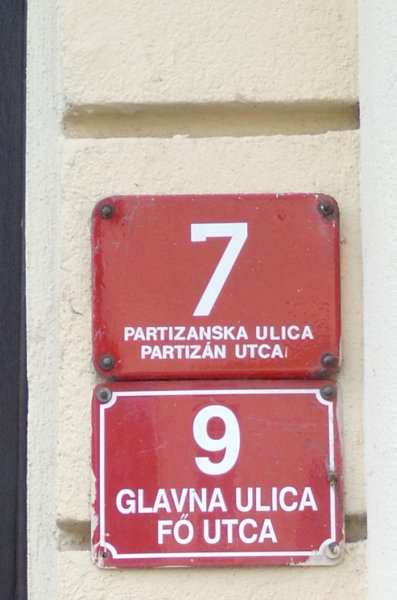 7
PARTIZANSKA ULICA
PARTIZÁN UTCA
9
GLAVNA ULICA
FŐ UTCA